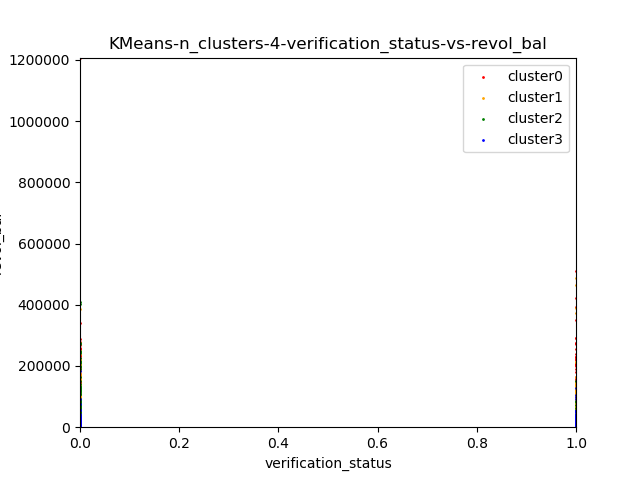 KMeans-n_clusters-4-verification_status-vs-revol_bal
cluster0
cluster1
cluster2
cluster3
1200000
1000000
800000
600000
400000
200000
0
0.0 0.2 0.4 0.6 0.8 1.0
verification_status